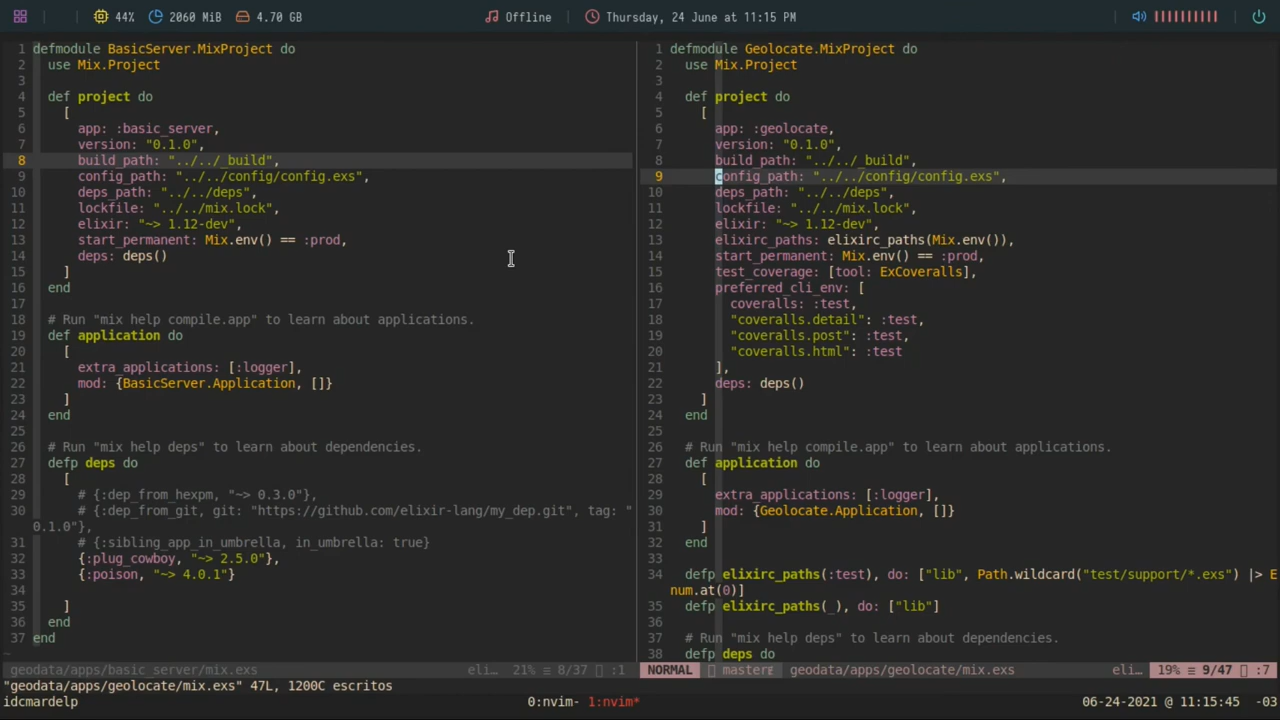 44% 2060 MiB 4.70 GB Offline Thursday, 24 June at 11:15 PM
1 defmodule BasicServer.MixProject do
2 use Mix.Project
3
4 def project do
5 [
6 app: :basic_server,
7 version: "0.1.0",
8 build_path: "../../_build",
9 config_path: "../../config/config.exs",
10 deps_path: "../../deps",
11 lockfile: "../../mix.lock",
12 elixir: "~> 1.12-dev",
13 start_permanent: Mix.env() == :prod,
14 deps: deps()
15 ]
16 end
17
18 # Run "mix help compile.app" to learn about applications.
19 def application do
20 [
21 extra_applications: [:logger],
22 mod: {BasicServer.Application, []}
23 ]
24 end
25
26 # Run "mix help deps" to learn about dependencies.
27 defp deps do
28 [
29 # {:dep_from_hexpm, "~> 0.3.0"},
30 # {:dep_from_git, git: "https://github.com/elixir-lang/my_dep.git", tag: "
0.1.0"},
31 # {:sibling_app_in_umbrella, in_umbrella: true}
32 {:plug_cowboy, "~> 2.5.0"},
33 {:poison, "~> 4.0.1"}
34
35 ]
36 end
37 end
~
geodata/apps/basic_server/mix.exs eli… 21% ≡ 8/37 :1
1 defmodule Geolocate.MixProject do
2 use Mix.Project
3
4 def project do
5 [
6 app: :geolocate,
7 version: "0.1.0",
8 build_path: "../../_build",
9 config_path: "../../config/config.exs",
10 deps_path: "../../deps",
11 lockfile: "../../mix.lock",
12 elixir: "~> 1.12-dev",
13 elixirc_paths: elixirc_paths(Mix.env()),
14 start_permanent: Mix.env() == :prod,
15 test_coverage: [tool: ExCoveralls],
16 preferred_cli_env: [
17 coveralls: :test,
18 "coveralls.detail": :test,
19 "coveralls.post": :test,
20 "coveralls.html": :test
21 ],
22 deps: deps()
23 ]
24 end
25
26 # Run "mix help compile.app" to learn about applications.
27 def application do
28 [
29 extra_applications: [:logger],
30 mod: {Geolocate.Application, []}
31 ]
32 end
33
34 defp elixirc_paths(:test), do: ["lib", Path.wildcard("test/support/*.exs") |> E
num.at(0)]
35 defp elixirc_paths(_), do: ["lib"]
36
37 # Run "mix help deps" to learn about dependencies.
38 defp deps do
NORMAL master geodata/apps/geolocate/mix.exs eli… 19% ≡ 9/47 :7
"geodata/apps/geolocate/mix.exs" 47L, 1200C escritos
idcmardelp 0:nvim- 1:nvim* 06-24-2021 @ 11:15:45 -03